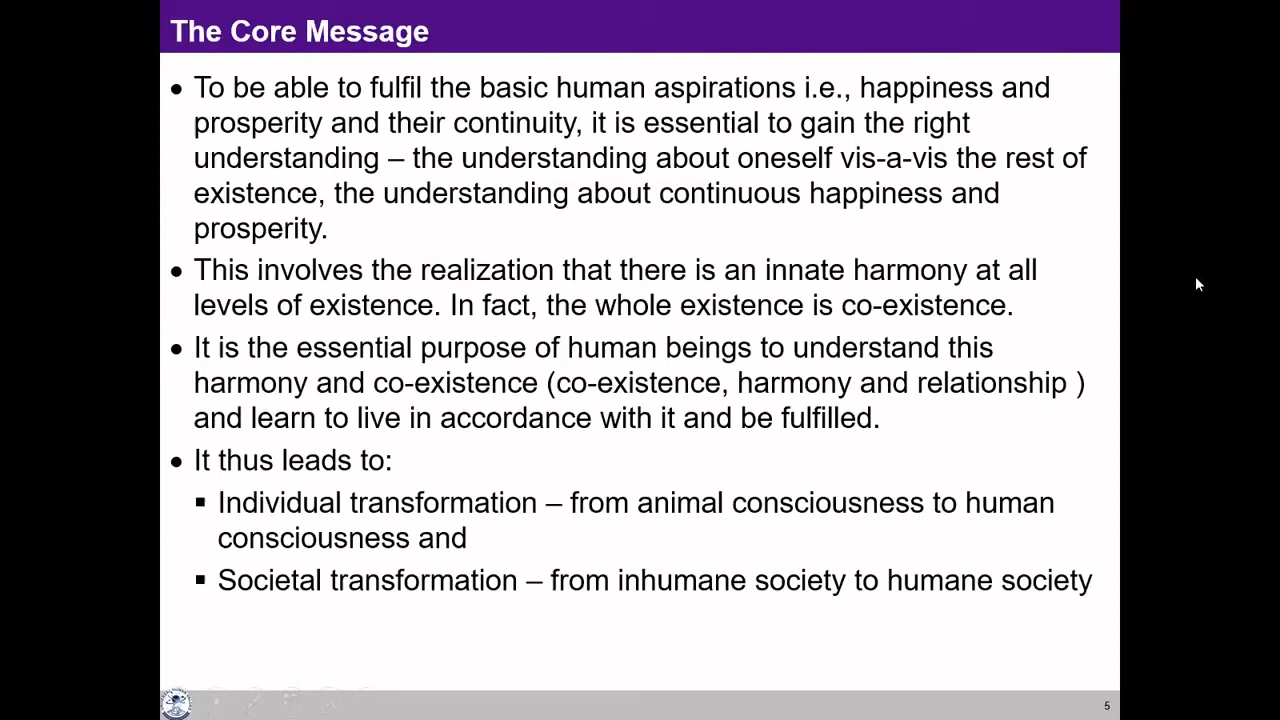 The Core Message
• To be able to fulfil the basic human aspirations i.e., happiness and
prosperity and their continuity, it is essential to gain the right
understanding – the understanding about oneself vis-a-vis the rest of
existence, the understanding about continuous happiness and
prosperity.
• This involves the realization that there is an innate harmony at all
levels of existence. In fact, the whole existence is co-existence.
• It is the essential purpose of human beings to understand this
harmony and co-existence (co-existence, harmony and relationship )
and learn to live in accordance with it and be fulfilled.
• It thus leads to:
▪ Individual transformation – from animal consciousness to human
consciousness and
▪ Societal transformation – from inhumane society to humane society
5